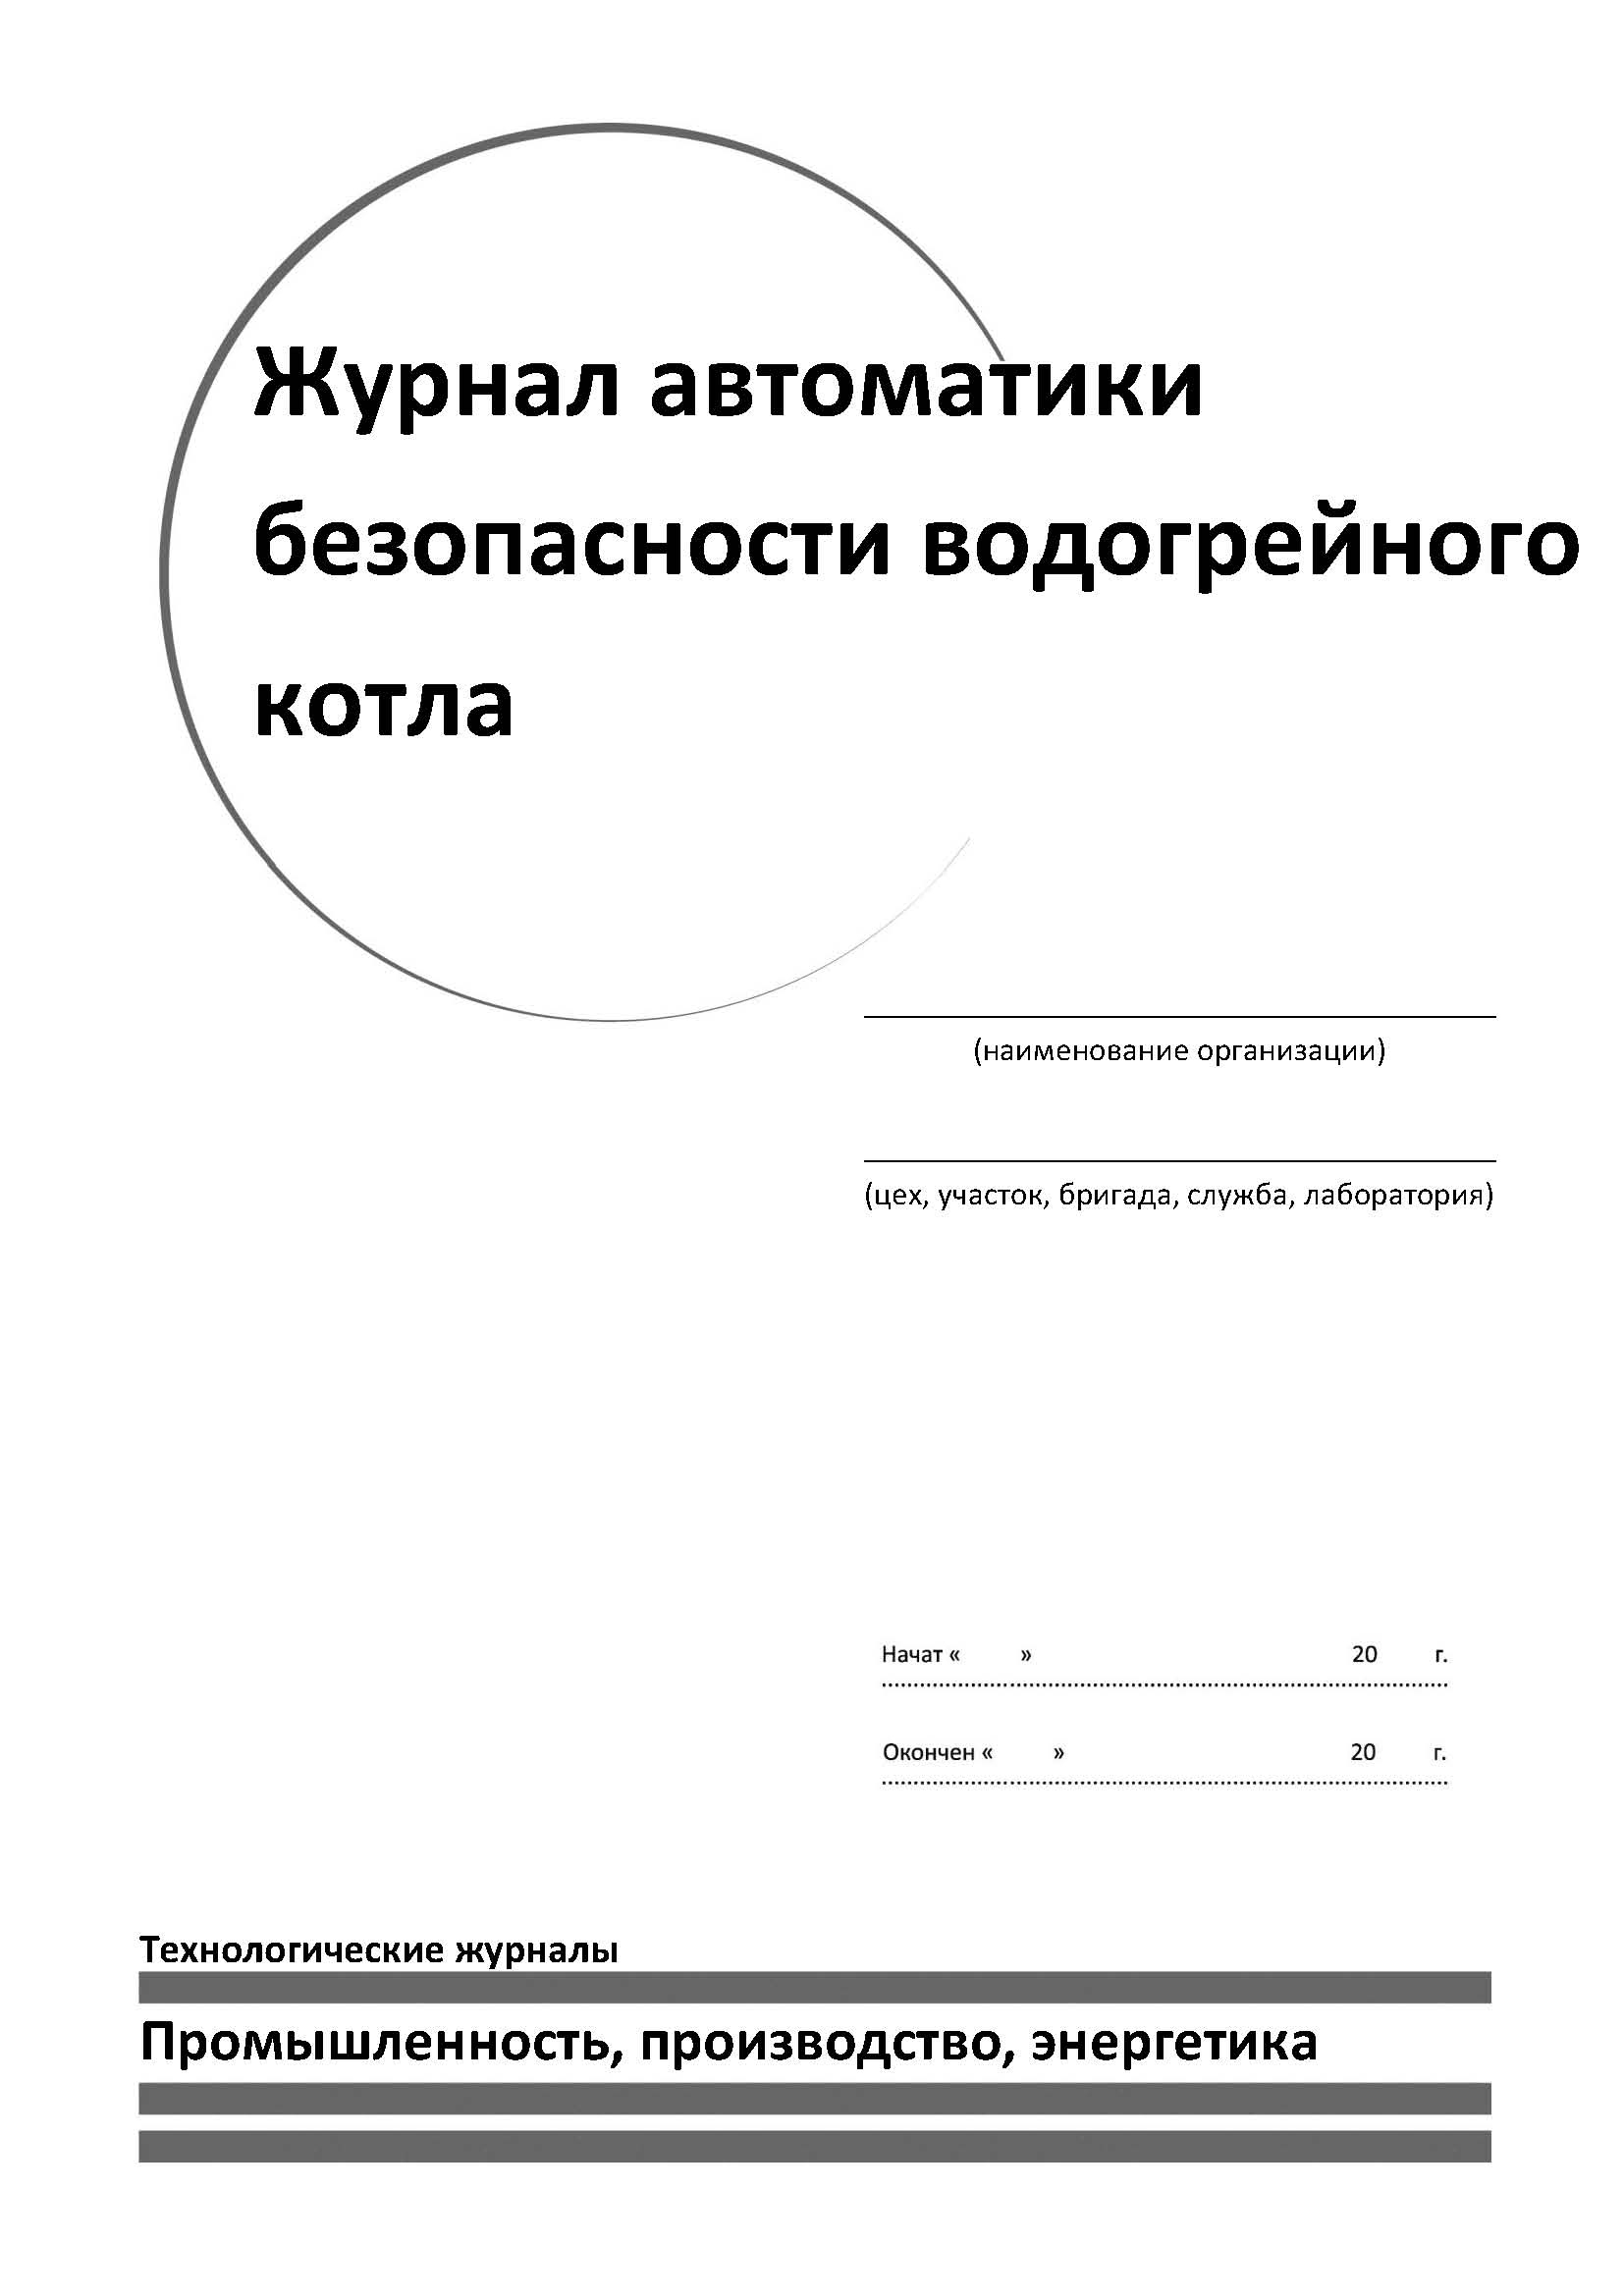 Журнал автоматики
безопасности водогрейного
котла
(наименование организации)
(цех, участок, бригада, служба, лаборатория)
Начат « » 20 г.
Окончен « » 20 г.
Технологические журналы
Промышленность, производство, энергетика